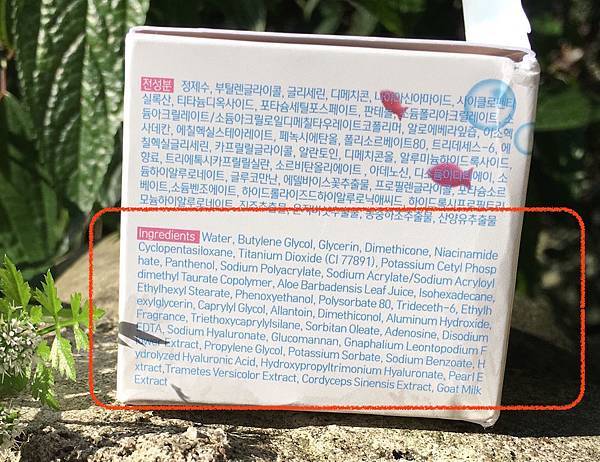 전성분 정제수, 부틸렌글라이콜, 글리세린, 디메치콘, 나이아신아마이드, 사이클로펜타
실록산, 티타늄디옥사이드, 포타슘세틸포스페이트, 판테놀, 소듐폴리아크릴레이트, 소
듐아크릴레이트/소듐아크릴로일디메칠타우레이트코폴리머, 알로에베라잎즙, 아이소헥
사데칸, 에칠헥실스테아레이트, 페녹시에탄올, 폴리소르베이트80, 트리데세스-6, 에
칠헥실글리세린, 카프릴릴글라이콜, 알란토인, 디메치콘올, 알루미늄하이드록사이드,
향료, 트리에톡시카프릴릴실란, 소르비탄올리에이트, 아데노신, 에이, 소
듐하이알루로네이트, 글루코만난, 에델바이스꽃추출물, 프로필렌글라이콜, 포타슘소르
베이트, 소듐벤조에이트, 하이드롤라이즈드하이알루로닉애씨드, 하이드록시프로필트리
모늄하이알루로네이트, 진주추출물, 동충하초추출물, 산양유추출물
Ingredients Water, Butylene Glycol, Glycerin, Dimethicone, Niacinamide
Cyclopentasiloxane, Titanium Dioxide (CI 77891), Potassium Cetyl Phosp
hate, Panthenol, Sodium Polyacrylate, Sodium Acrylate/Sodium Acryloyl
dimethyl Taurate Copolymer, Aloe Barbadensis Leaf Juice, Isohexadecane,
Ethylhexyl Stearate, Phenoxyethanol, Polysorbate 80, Trideceth-6, Ethylh
exylglycerin, Caprylyl Glycol, Allantoin, Dimethiconol, Aluminum Hydroxide,
Fragrance, Triethoxycaprylylsilane, Sorbitan Oleate, Adenosine, Disodium
EDTA, Sodium Hyaluronate, Glucomannan, Gnaphalium Leontopodium F
lower Extract, Propylene Glycol, Potassium Sorbate, Sodium Benzoate, H
ydrolyzed Hyaluronic Acid, Hydroxypropyltrimonium Hyaluronate, Pearl E
xtract, Trametes Versicolor Extract, Cordyceps Sinensis Extract, Goat Milk
Extract